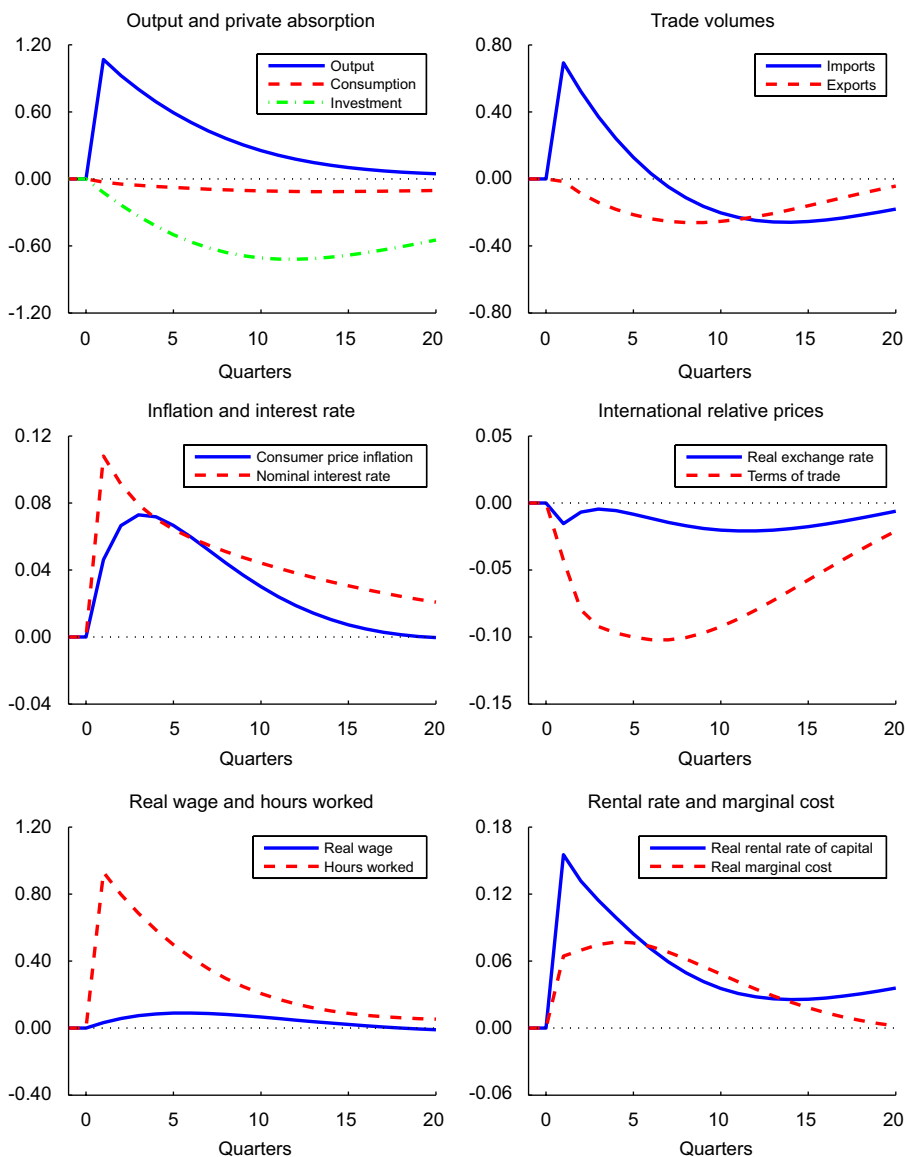 Output and private absorption
1.20
0.60
0.00
-0.60
-1.20
Output
Consumption
Investment
0 5 10 15 20
Quarters
Trade volumes
0.80
0.40
0.00
-0.40
-0.80
Imports
Exports
0 5 10 15 20
Quarters
Inflation and interest rate
0.12
0.08
0.04
0.00
-0.04
Consumer price inflation
Nominal interest rate
0 5 10 15 20
Quarters
International relative prices
0.05
0.00
-0.05
-0.10
-0.15
Real exchange rate
Terms of trade
0 5 10 15 20
Quarters
Real wage and hours worked
1.20
0.80
0.40
0.00
-0.40
Real wage
Hours worked
0 5 10 15 20
Quarters
Rental rate and marginal cost
0.18
0.12
0.06
0.00
-0.06
Real rental rate of capital
Real marginal cost
0 5 10 15 20
Quarters